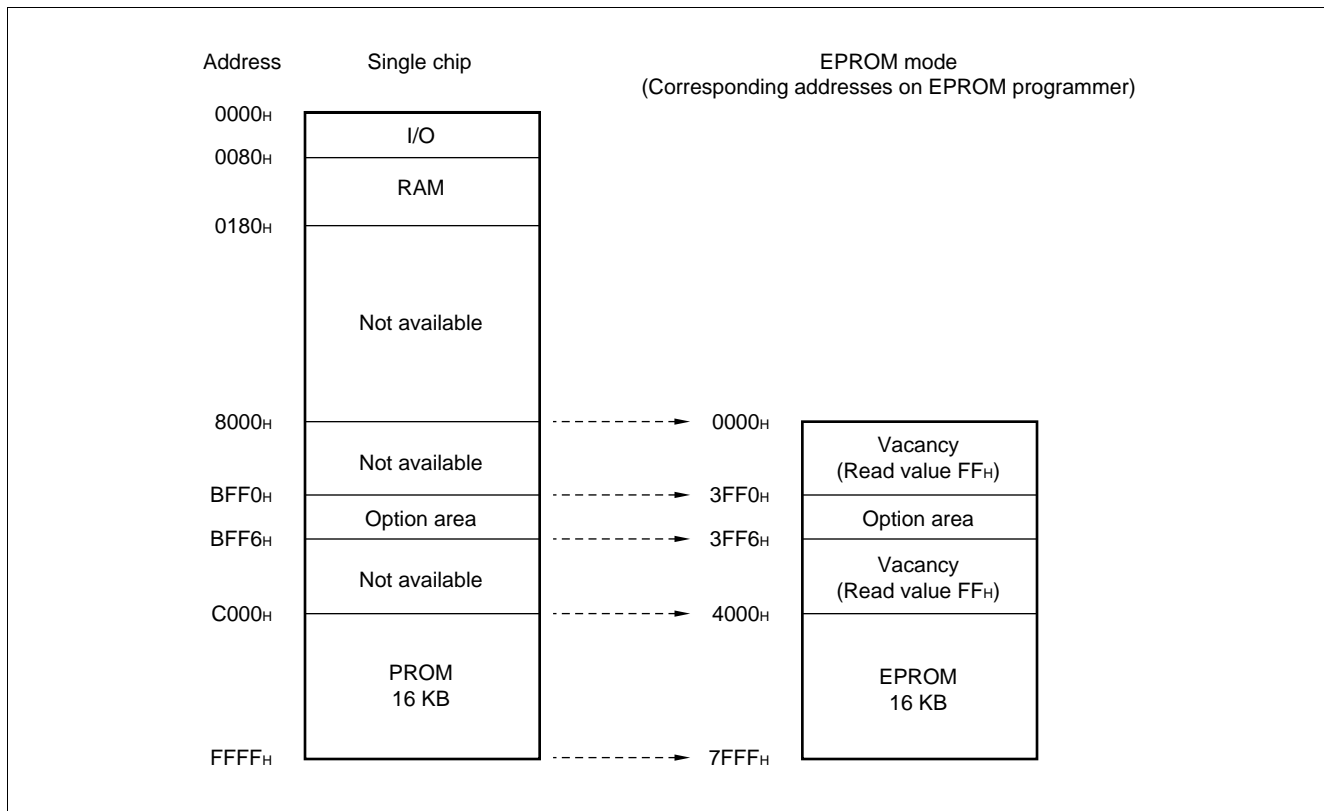 Address
Single chip
EPROM mode
(Corresponding addresses on EPROM programmer)
0000H
I/O
0080H
RAM
0180H
Not available
8000H
0000H
Not available
Vacancy
(Read value FFH)
BFF0H
3FF0H
Option area
Option area
BFF6H
3FF6H
Not available
Vacancy
(Read value FFH)
C000H
4000H
PROM
16 KB
EPROM
16 KB
FFFFH
7FFFH